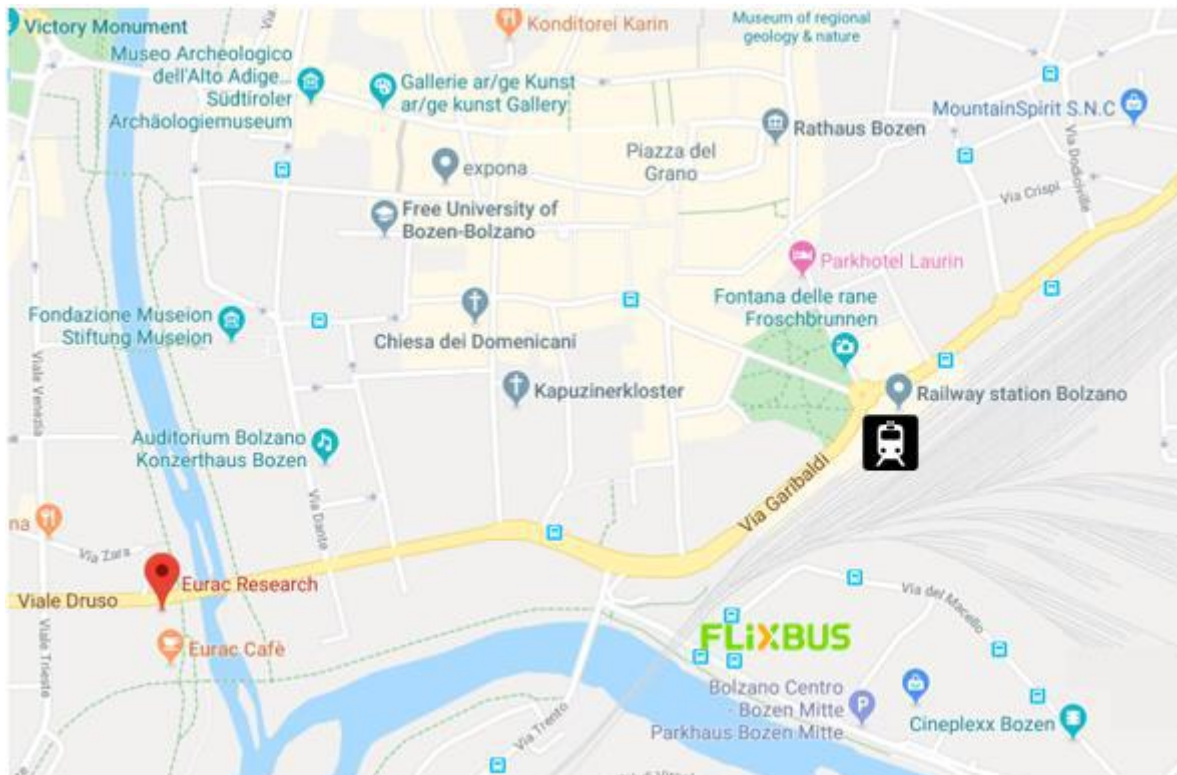 Victory Monument
Museo Archeologico
dell'Alto Adige...
Südtiroler
Archäologiemuseum
Konditorei Karin
Museum of regional
geology & nature
Gallerie ar/ge Kunst
ar/ge kunst Gallery
MountainSpirit S.N.C
Rathaus Bozen
Via Dodiciville
Piazza del
Grano
expona
Via Crispi
Free University of
Bozen-Bolzano
Parkhotel Laurin
Fontana delle rane
Froschbrunnen
Fondazione Museion
Stiftung Museion
Chiesa dei Domenicani
Viale Venezia
Kapuzinerkloster
Railway station Bolzano
Auditorium Bolzano
Konzerthaus Bozen
Via Garibaldi
Via Dante
na
Via Zara
Eurac Research
Viale Druso
Via del Macello
FLiXBUS
Eurac Cafè
Viale Trieste
Bolzano Centro
- Bozen Mitte
Parkhaus Bozen Mitte
P
Cineplexx Bozen
Via Trento